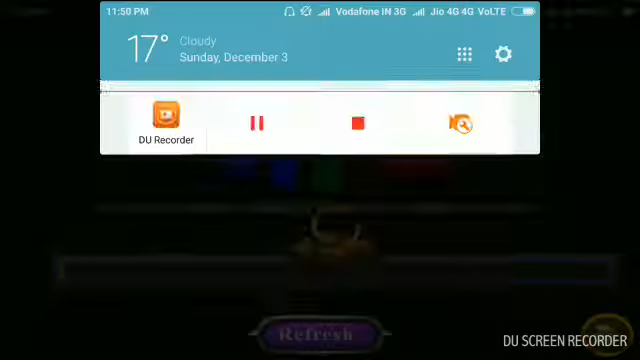 11:50 PM Vodafone IN 3G Jio 4G 4G VoLTE
17° Cloudy
Sunday, December 3
DU Recorder
Refresh
DU SCREEN RECORDER